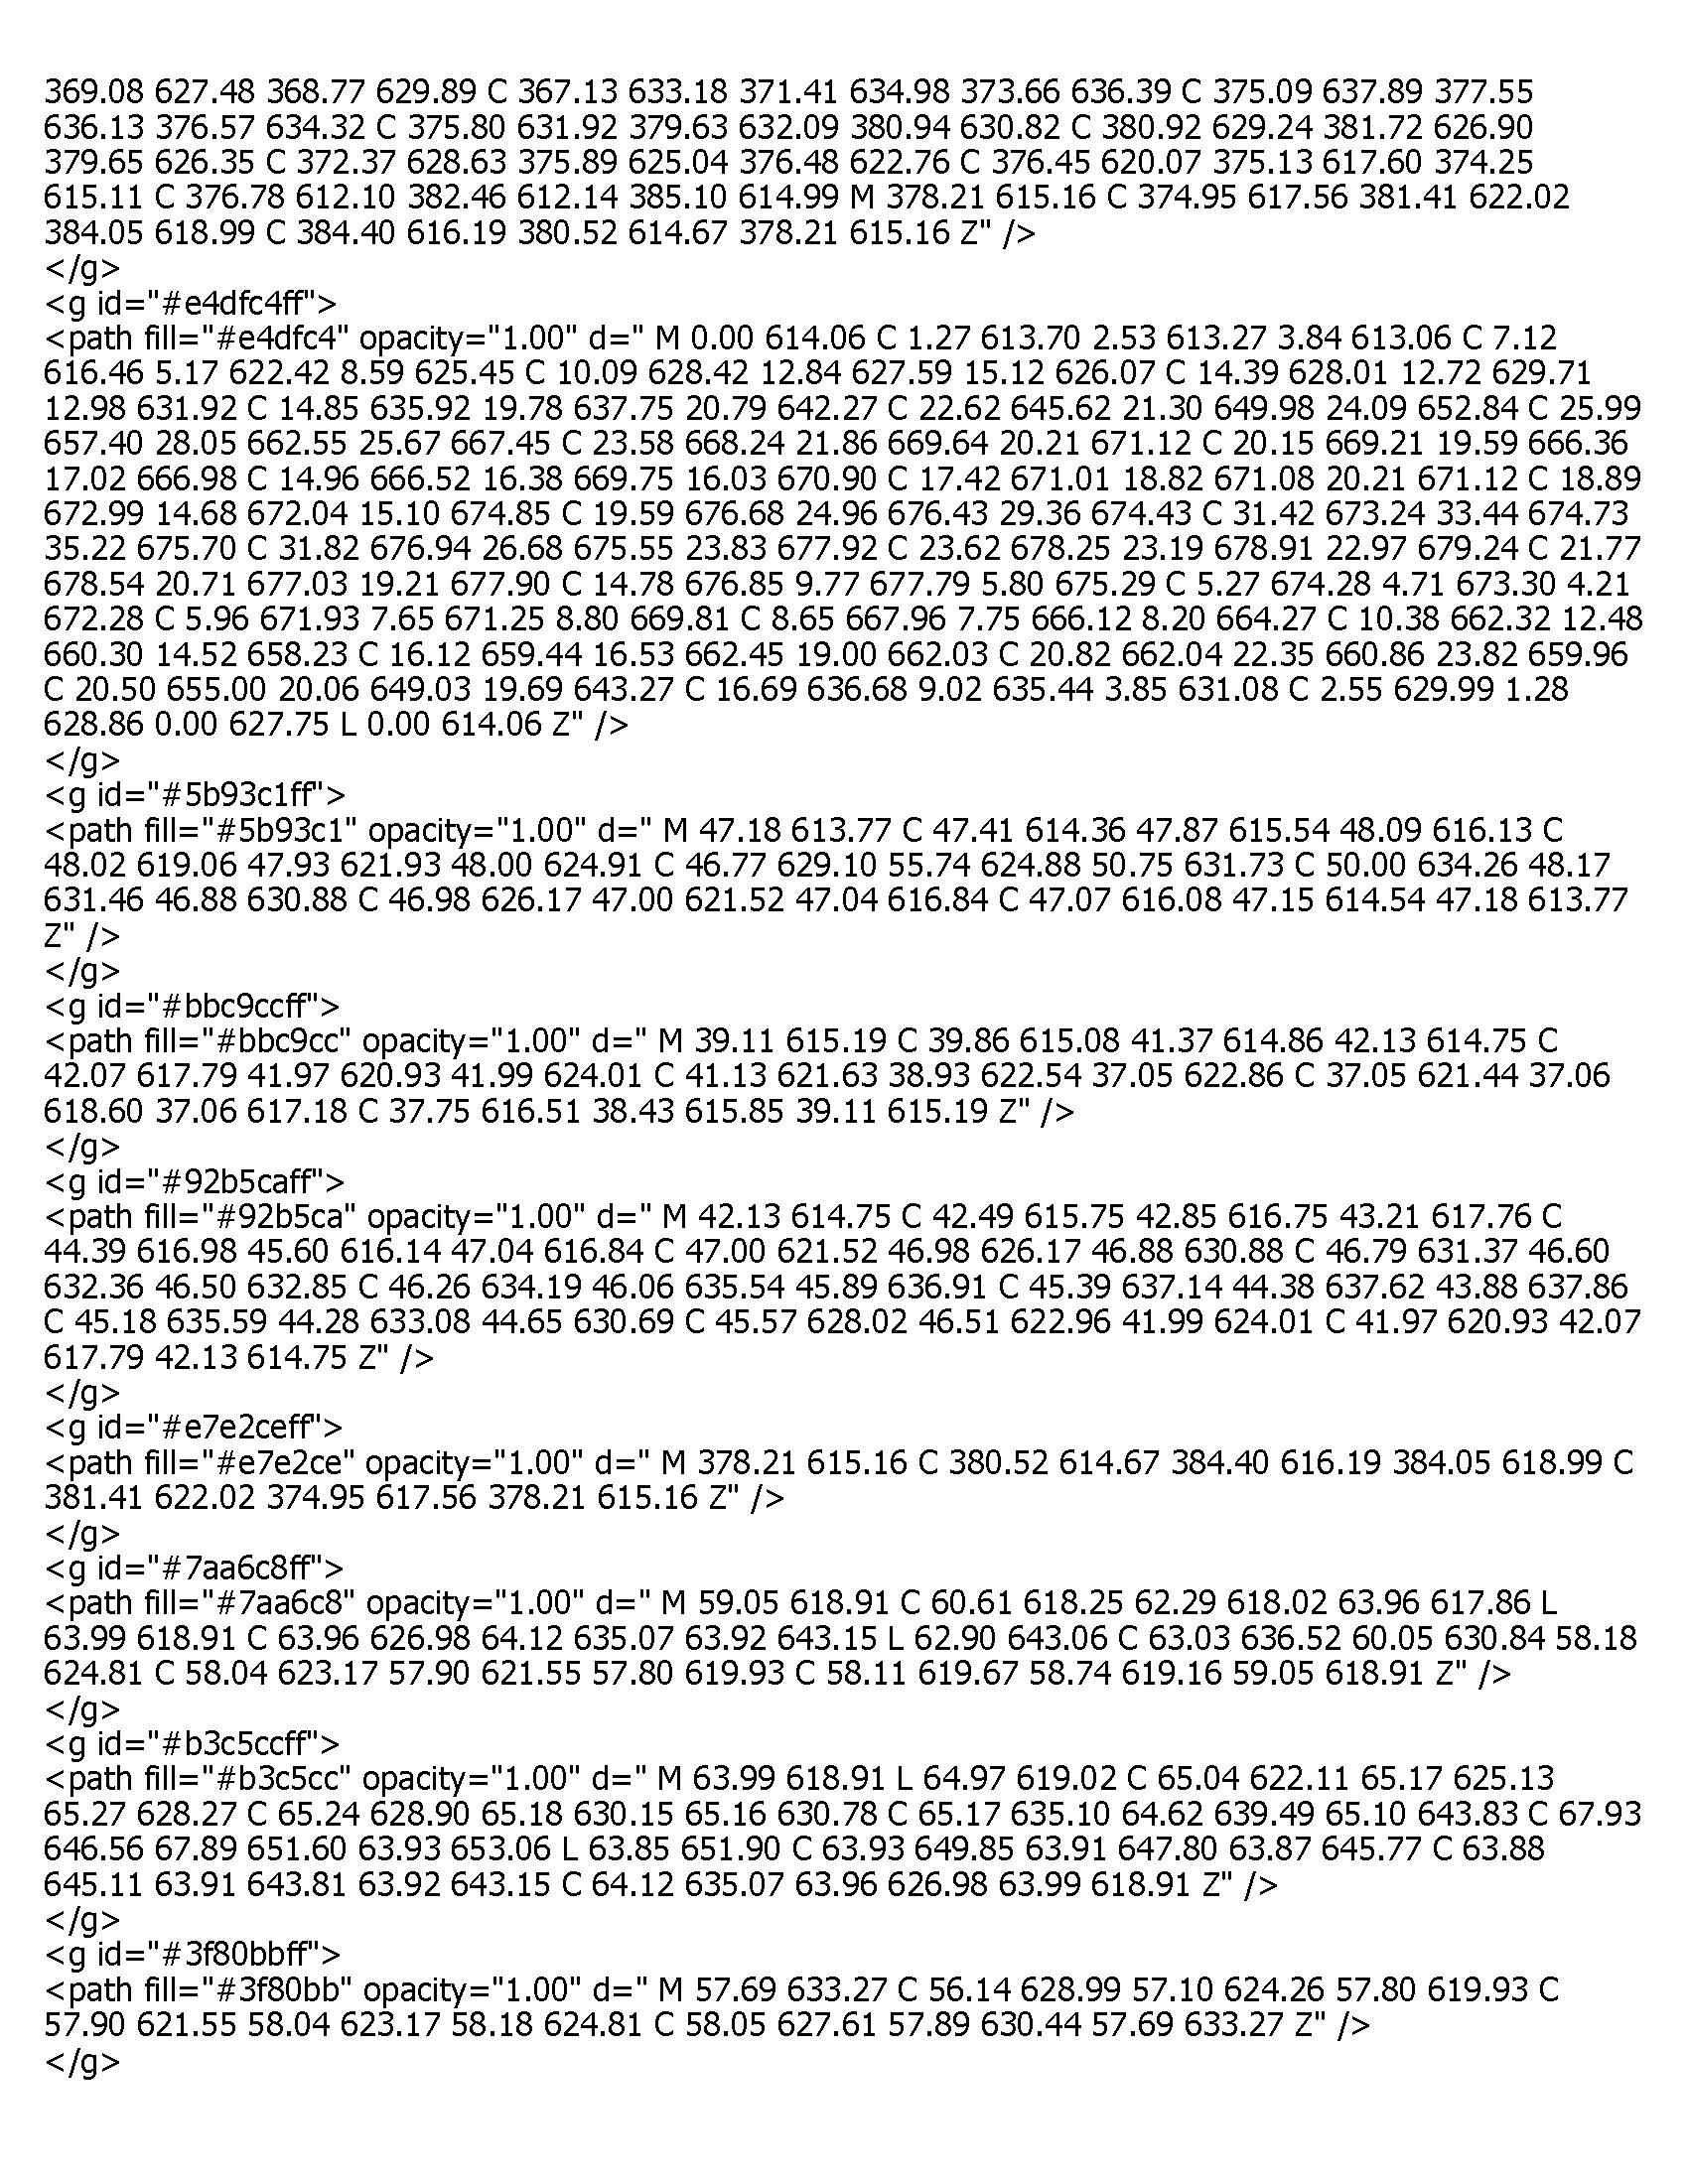 369.08 627.48 368.77 629.89 C 367.13 633.18 371.41 634.98 373.66 636.39 C 375.09 637.89 377.55
636.13 376.57 634.32 C 375.80 631.92 379.63 632.09 380.94 630.82 C 380.92 629.24 381.72 626.90
379.65 626.35 C 372.37 628.63 375.89 625.04 376.48 622.76 C 376.45 620.07 375.13 617.60 374.25
615.11 C 376.78 612.10 382.46 612.14 385.10 614.99 M 378.21 615.16 C 374.95 617.56 381.41 622.02
384.05 618.99 C 384.40 616.19 380.52 614.67 378.21 615.16 Z" />
</g>
<g id="#e4dfc4ff">
<path fill="#e4dfc4" opacity="1.00" d=" M 0.00 614.06 C 1.27 613.70 2.53 613.27 3.84 613.06 C 7.12
616.46 5.17 622.42 8.59 625.45 C 10.09 628.42 12.84 627.59 15.12 626.07 C 14.39 628.01 12.72 629.71
12.98 631.92 C 14.85 635.92 19.78 637.75 20.79 642.27 C 22.62 645.62 21.30 649.98 24.09 652.84 C 25.99
657.40 28.05 662.55 25.67 667.45 C 23.58 668.24 21.86 669.64 20.21 671.12 C 20.15 669.21 19.59 666.36
17.02 666.98 C 14.96 666.52 16.38 669.75 16.03 670.90 C 17.42 671.01 18.82 671.08 20.21 671.12 C 18.89
672.99 14.68 672.04 15.10 674.85 C 19.59 676.68 24.96 676.43 29.36 674.43 C 31.42 673.24 33.44 674.73
35.22 675.70 C 31.82 676.94 26.68 675.55 23.83 677.92 C 23.62 678.25 23.19 678.91 22.97 679.24 C 21.77
678.54 20.71 677.03 19.21 677.90 C 14.78 676.85 9.77 677.79 5.80 675.29 C 5.27 674.28 4.71 673.30 4.21
672.28 C 5.96 671.93 7.65 671.25 8.80 669.81 C 8.65 667.96 7.75 666.12 8.20 664.27 C 10.38 662.32 12.48
660.30 14.52 658.23 C 16.12 659.44 16.53 662.45 19.00 662.03 C 20.82 662.04 22.35 660.86 23.82 659.96
C 20.50 655.00 20.06 649.03 19.69 643.27 C 16.69 636.68 9.02 635.44 3.85 631.08 C 2.55 629.99 1.28
628.86 0.00 627.75 L 0.00 614.06 Z" />
</g>
<g id="#5b93c1ff">
<path fill="#5b93c1" opacity="1.00" d=" M 47.18 613.77 C 47.41 614.36 47.87 615.54 48.09 616.13 C
48.02 619.06 47.93 621.93 48.00 624.91 C 46.77 629.10 55.74 624.88 50.75 631.73 C 50.00 634.26 48.17
631.46 46.88 630.88 C 46.98 626.17 47.00 621.52 47.04 616.84 C 47.07 616.08 47.15 614.54 47.18 613.77
Z" />
</g>
<g id="#bbc9ccff">
<path fill="#bbc9cc" opacity="1.00" d=" M 39.11 615.19 C 39.86 615.08 41.37 614.86 42.13 614.75 C
42.07 617.79 41.97 620.93 41.99 624.01 C 41.13 621.63 38.93 622.54 37.05 622.86 C 37.05 621.44 37.06
618.60 37.06 617.18 C 37.75 616.51 38.43 615.85 39.11 615.19 Z" />
</g>
<g id="#92b5caff">
<path fill="#92b5ca" opacity="1.00" d=" M 42.13 614.75 C 42.49 615.75 42.85 616.75 43.21 617.76 C
44.39 616.98 45.60 616.14 47.04 616.84 C 47.00 621.52 46.98 626.17 46.88 630.88 C 46.79 631.37 46.60
632.36 46.50 632.85 C 46.26 634.19 46.06 635.54 45.89 636.91 C 45.39 637.14 44.38 637.62 43.88 637.86
C 45.18 635.59 44.28 633.08 44.65 630.69 C 45.57 628.02 46.51 622.96 41.99 624.01 C 41.97 620.93 42.07
617.79 42.13 614.75 Z" />
</g>
<g id="#e7e2ceff">
<path fill="#e7e2ce" opacity="1.00" d=" M 378.21 615.16 C 380.52 614.67 384.40 616.19 384.05 618.99 C
381.41 622.02 374.95 617.56 378.21 615.16 Z" />
</g>
<g id="#7aa6c8ff">
<path fill="#7aa6c8" opacity="1.00" d=" M 59.05 618.91 C 60.61 618.25 62.29 618.02 63.96 617.86 L
63.99 618.91 C 63.96 626.98 64.12 635.07 63.92 643.15 L 62.90 643.06 C 63.03 636.52 60.05 630.84 58.18
624.81 C 58.04 623.17 57.90 621.55 57.80 619.93 C 58.11 619.67 58.74 619.16 59.05 618.91 Z" />
</g>
<g id="#b3c5ccff">
<path fill="#b3c5cc" opacity="1.00" d=" M 63.99 618.91 L 64.97 619.02 C 65.04 622.11 65.17 625.13
65.27 628.27 C 65.24 628.90 65.18 630.15 65.16 630.78 C 65.17 635.10 64.62 639.49 65.10 643.83 C 67.93
646.56 67.89 651.60 63.93 653.06 L 63.85 651.90 C 63.93 649.85 63.91 647.80 63.87 645.77 C 63.88
645.11 63.91 643.81 63.92 643.15 C 64.12 635.07 63.96 626.98 63.99 618.91 Z" />
</g>
<g id="#3f80bbff">
<path fill="#3f80bb" opacity="1.00" d=" M 57.69 633.27 C 56.14 628.99 57.10 624.26 57.80 619.93 C
57.90 621.55 58.04 623.17 58.18 624.81 C 58.05 627.61 57.89 630.44 57.69 633.27 Z" />
</g>